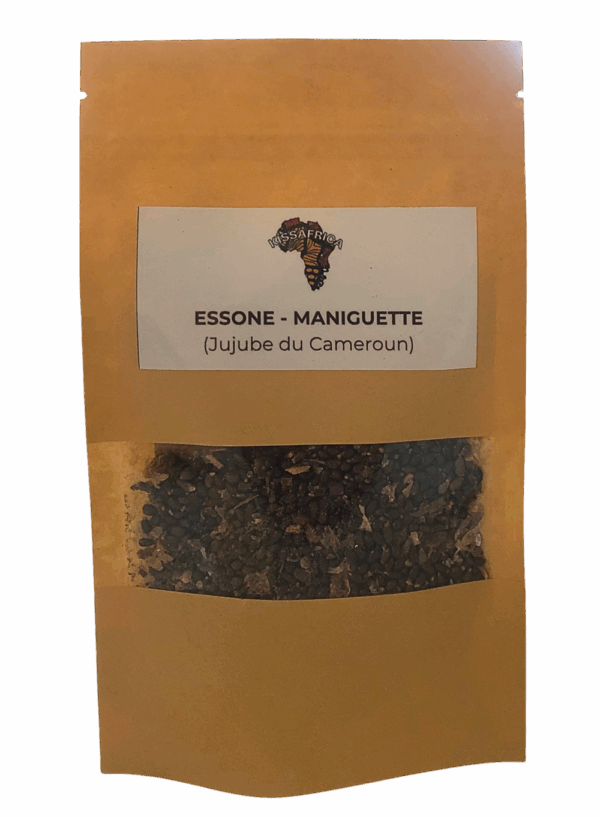 KISSAFRICA
ESSONE - MANIGUETTE
(Jujube du Cameroun)